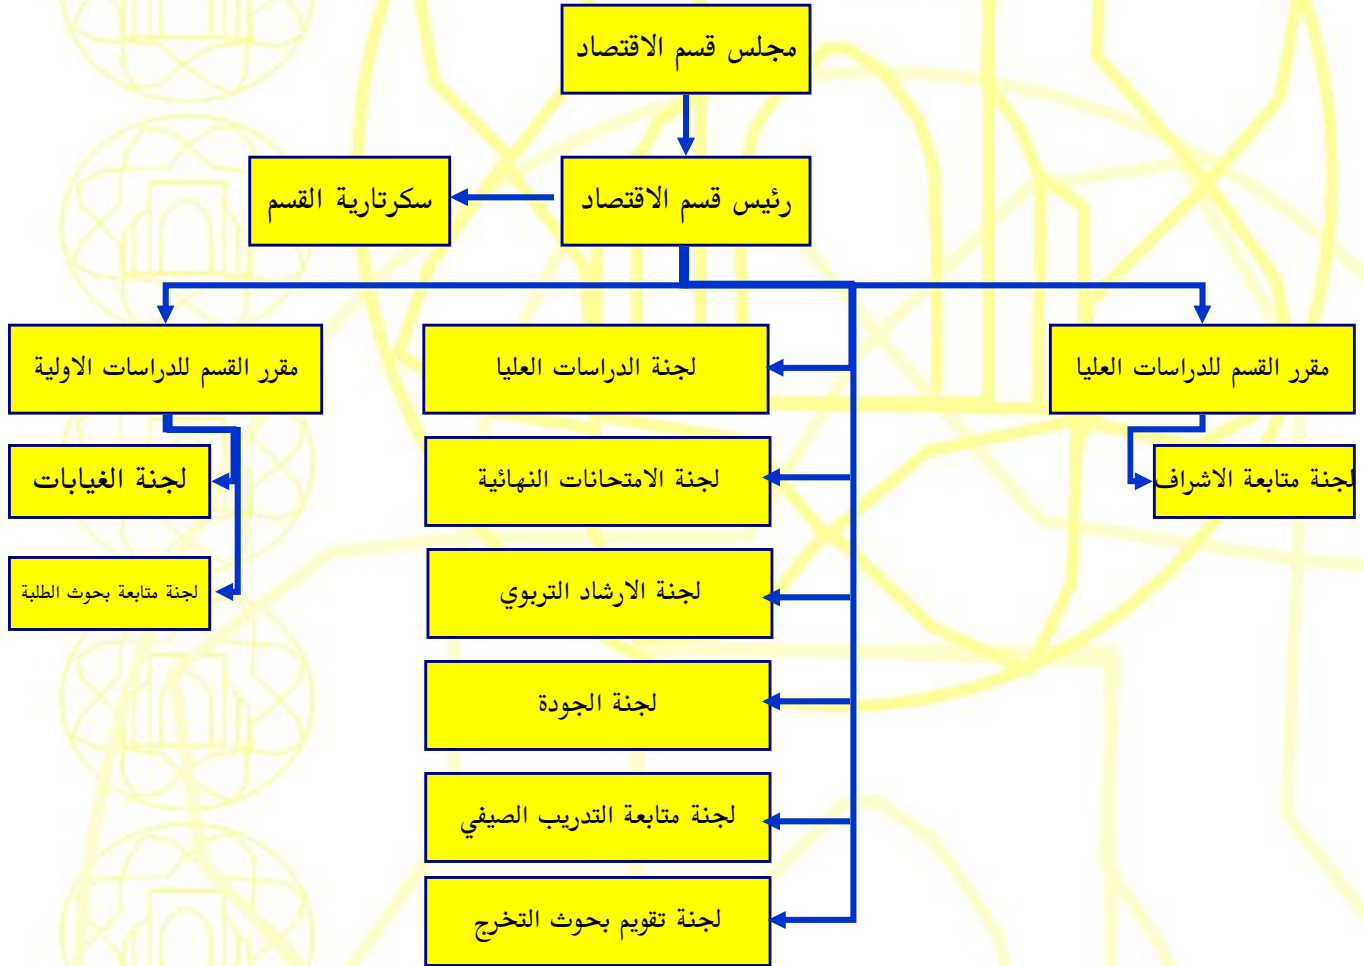 مجلس قسم الاقتصاد
رئيس قسم الاقتصاد
سكرتارية القسم
مقرر القسم للدراسات العليا
لجنة الدراسات العليا
مقرر القسم للدراسات الاولية
لجنة متابعة الاشراف
لجنة الامتحانات النهائية
لجنة الغيابات
لجنة الارشاد التربوي
لجنة متابعة بحوث الطلبة
لجنة الجودة
لجنة متابعة التدريب الصيفي
لجنة تقويم بحوث التخرج